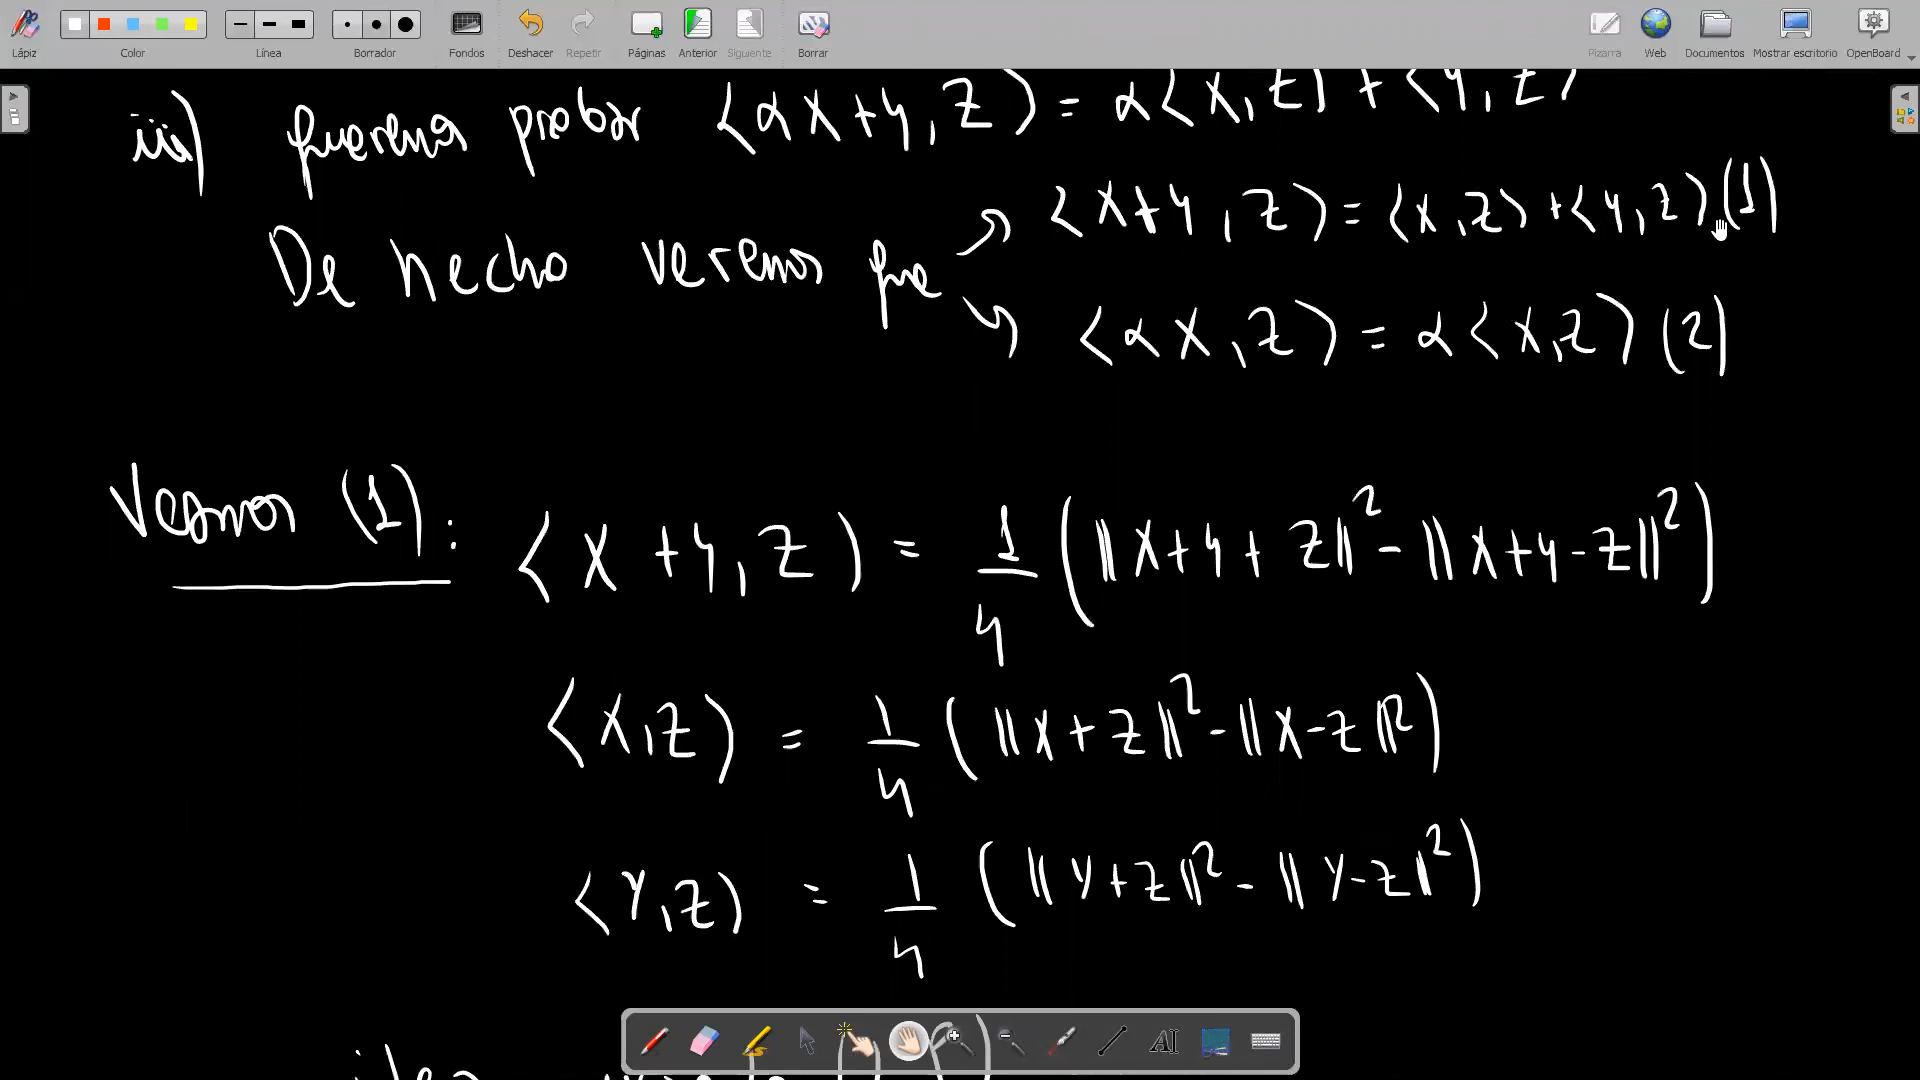 Lápiz Color Línea Borrador Fondos Deshacer Repetir Páginas Anterior Siguiente Borrar Pizarra Web Documentos Mostrar escritorio OpenBoard
iii) queremos probar ⟨αx+y, z⟩ = α⟨x, z⟩ + ⟨y, z⟩
De hecho veremos que
⟨x+y, z⟩ = ⟨x, z⟩ + ⟨y, z⟩ (1)
⟨αx, z⟩ = α⟨x, z⟩ (2)
Veamos (1): ⟨x+y, z⟩ = 1/4 (‖x+y+z‖² - ‖x+y-z‖²)
⟨x, z⟩ = 1/4 (‖x+z‖² - ‖x-z‖²)
⟨y, z⟩ = 1/4 (‖y+z‖² - ‖y-z‖²)